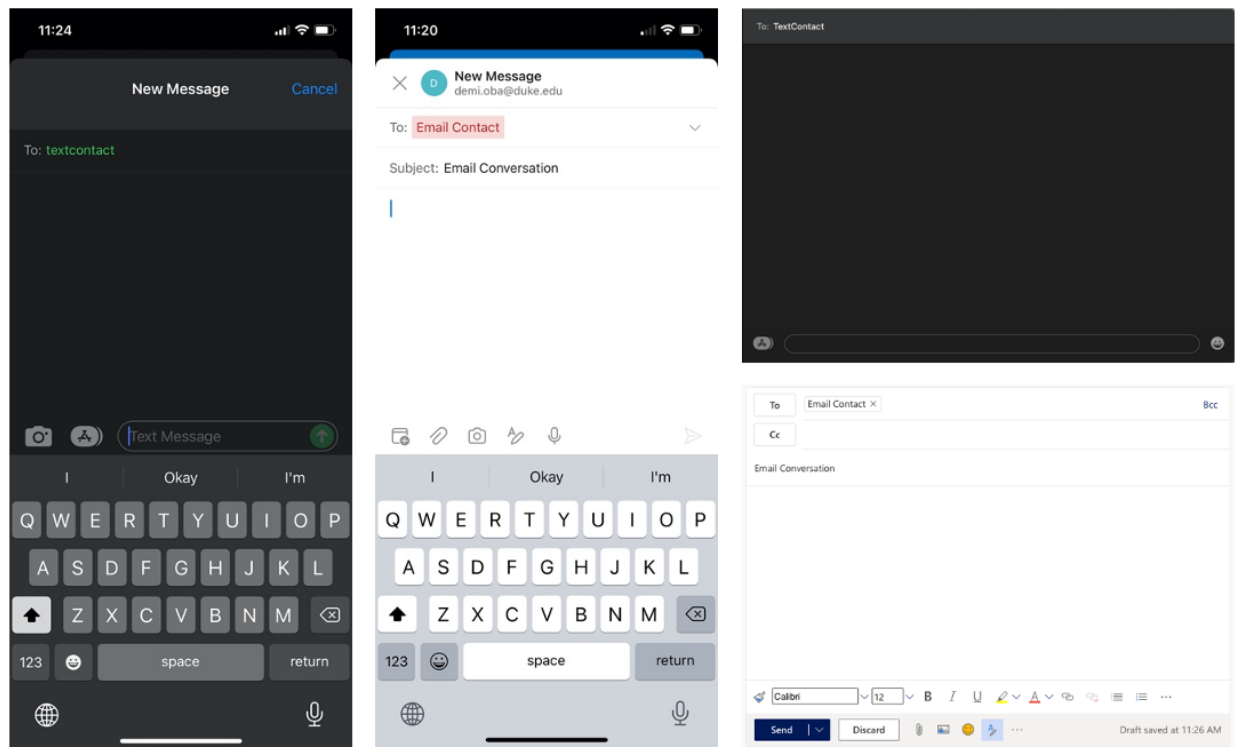 11:24
New Message
Cancel
To: textcontact
Text Message
I Okay I'm
Q W E R T Y U I O P
A S D F G H J K L
Z X C V B N M
123 space return
11:20
D
New Message
demi.oba@duke.edu
To: Email Contact
Subject: Email Conversation
I Okay I'm
Q W E R T Y U I O P
A S D F G H J K L
Z X C V B N M
123 space return
To: TextContact
To Email Contact × Bcc
Cc
Email Conversation
Calibri 12 B I U A
Send Discard Draft saved at 11:26 AM